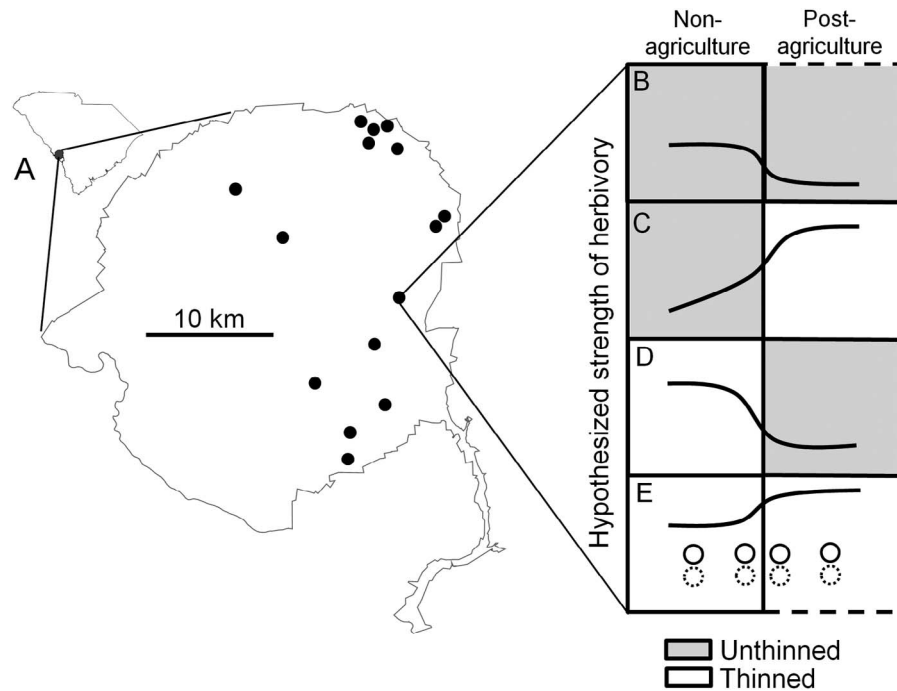 Non-
agriculture
Post-
agriculture
A
10 km
Hypothesized strength of herbivory
B
C
D
E
Unthinned
Thinned